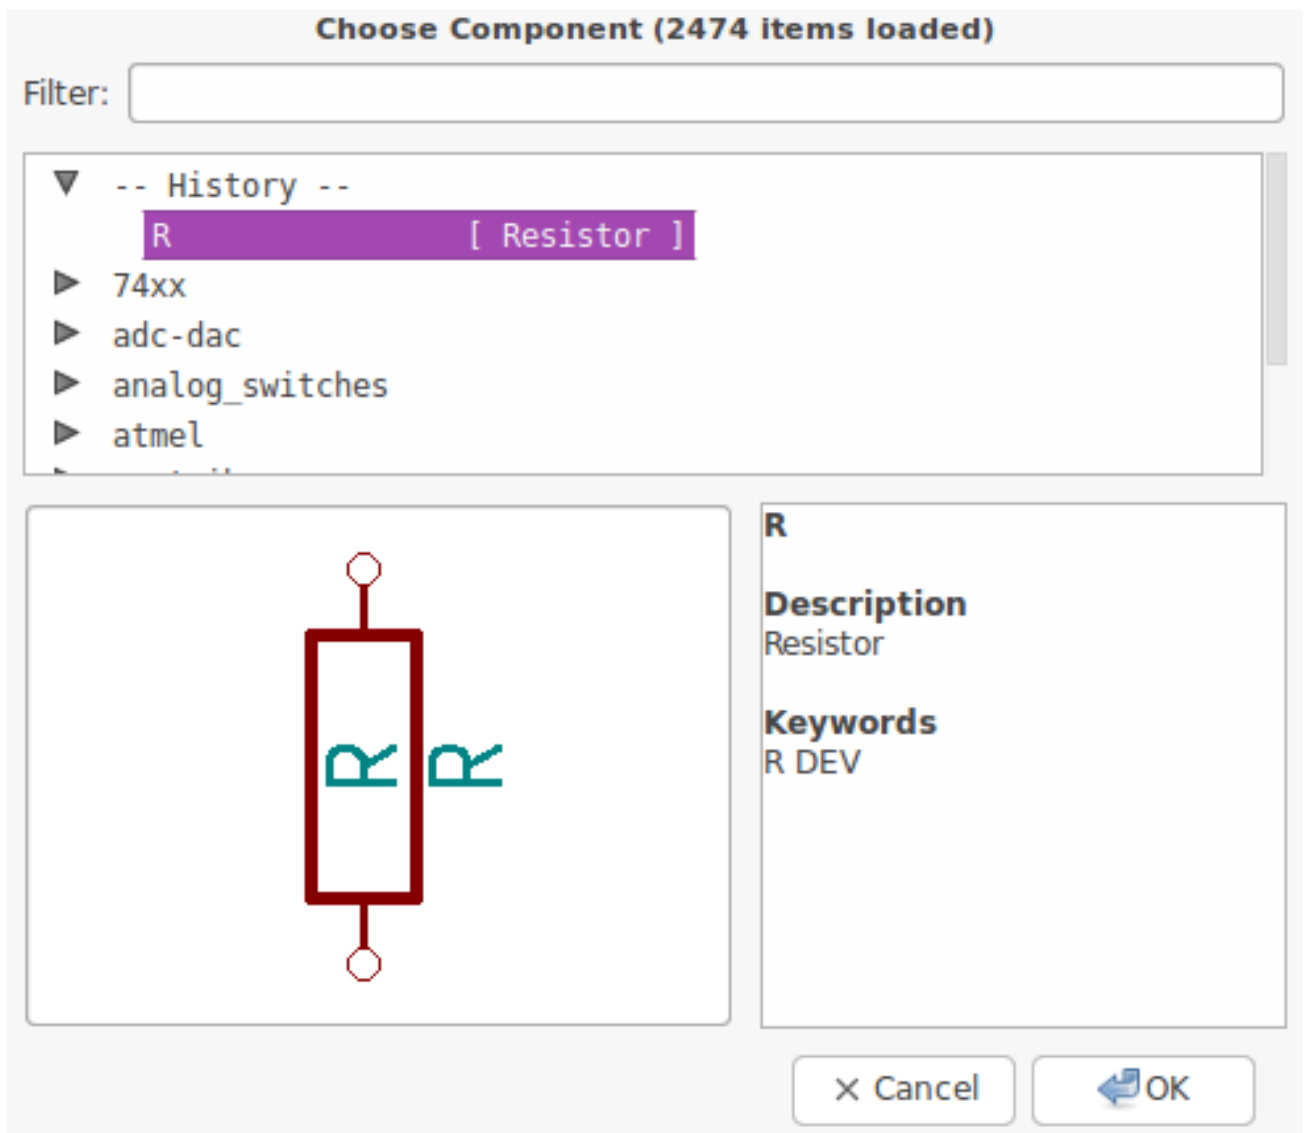 Choose Component (2474 items loaded)
Filter:
-- History --
R [ Resistor ]
74xx
adc-dac
analog_switches
atmel
R R
R
Description
Resistor
Keywords
R DEV
Cancel
OK